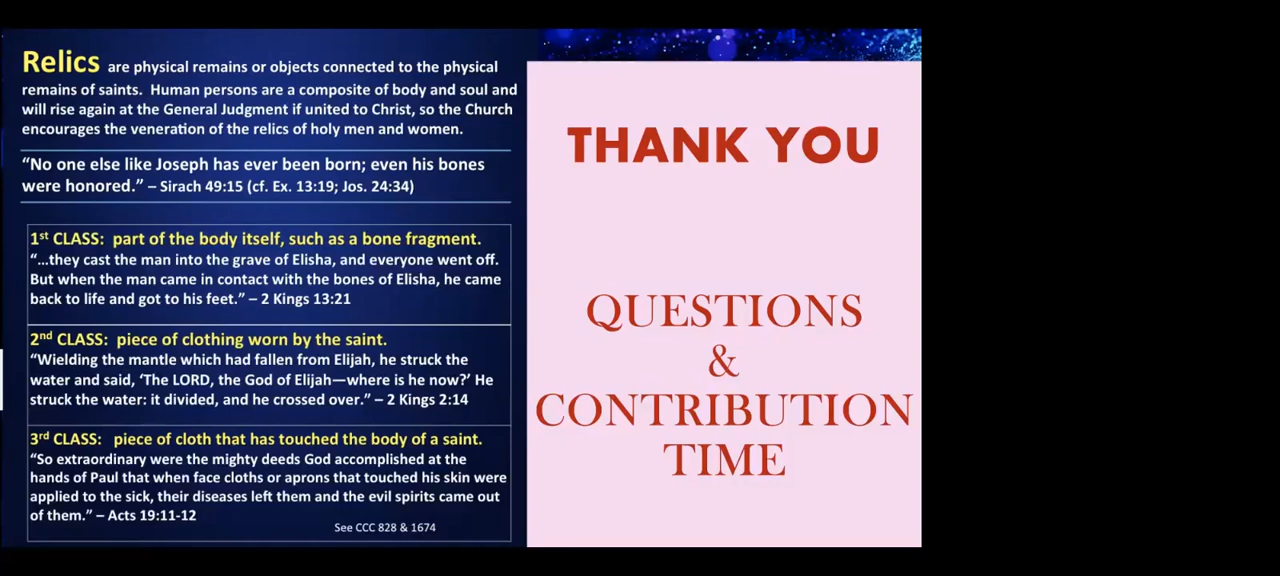 Relics are physical remains or objects connected to the physical
remains of saints. Human persons are a composite of body and soul and
will rise again at the General Judgment if united to Christ, so the Church
encourages the veneration of the relics of holy men and women.
“No one else like Joseph has ever been born; even his bones
were honored.” – Sirach 49:15 (cf. Ex. 13:19; Jos. 24:34)
1st CLASS: part of the body itself, such as a bone fragment.
“…they cast the man into the grave of Elisha, and everyone went off.
But when the man came in contact with the bones of Elisha, he came
back to life and got to his feet.” – 2 Kings 13:21
2nd CLASS: piece of clothing worn by the saint.
“Wielding the mantle which had fallen from Elijah, he struck the
water and said, ‘The LORD, the God of Elijah—where is he now?’ He
struck the water: it divided, and he crossed over.” – 2 Kings 2:14
3rd CLASS: piece of cloth that has touched the body of a saint.
“So extraordinary were the mighty deeds God accomplished at the
hands of Paul that when face cloths or aprons that touched his skin were
applied to the sick, their diseases left them and the evil spirits came out
of them.” – Acts 19:11-12
See CCC 828 & 1674
THANK YOU
QUESTIONS
&
CONTRIBUTION
TIME